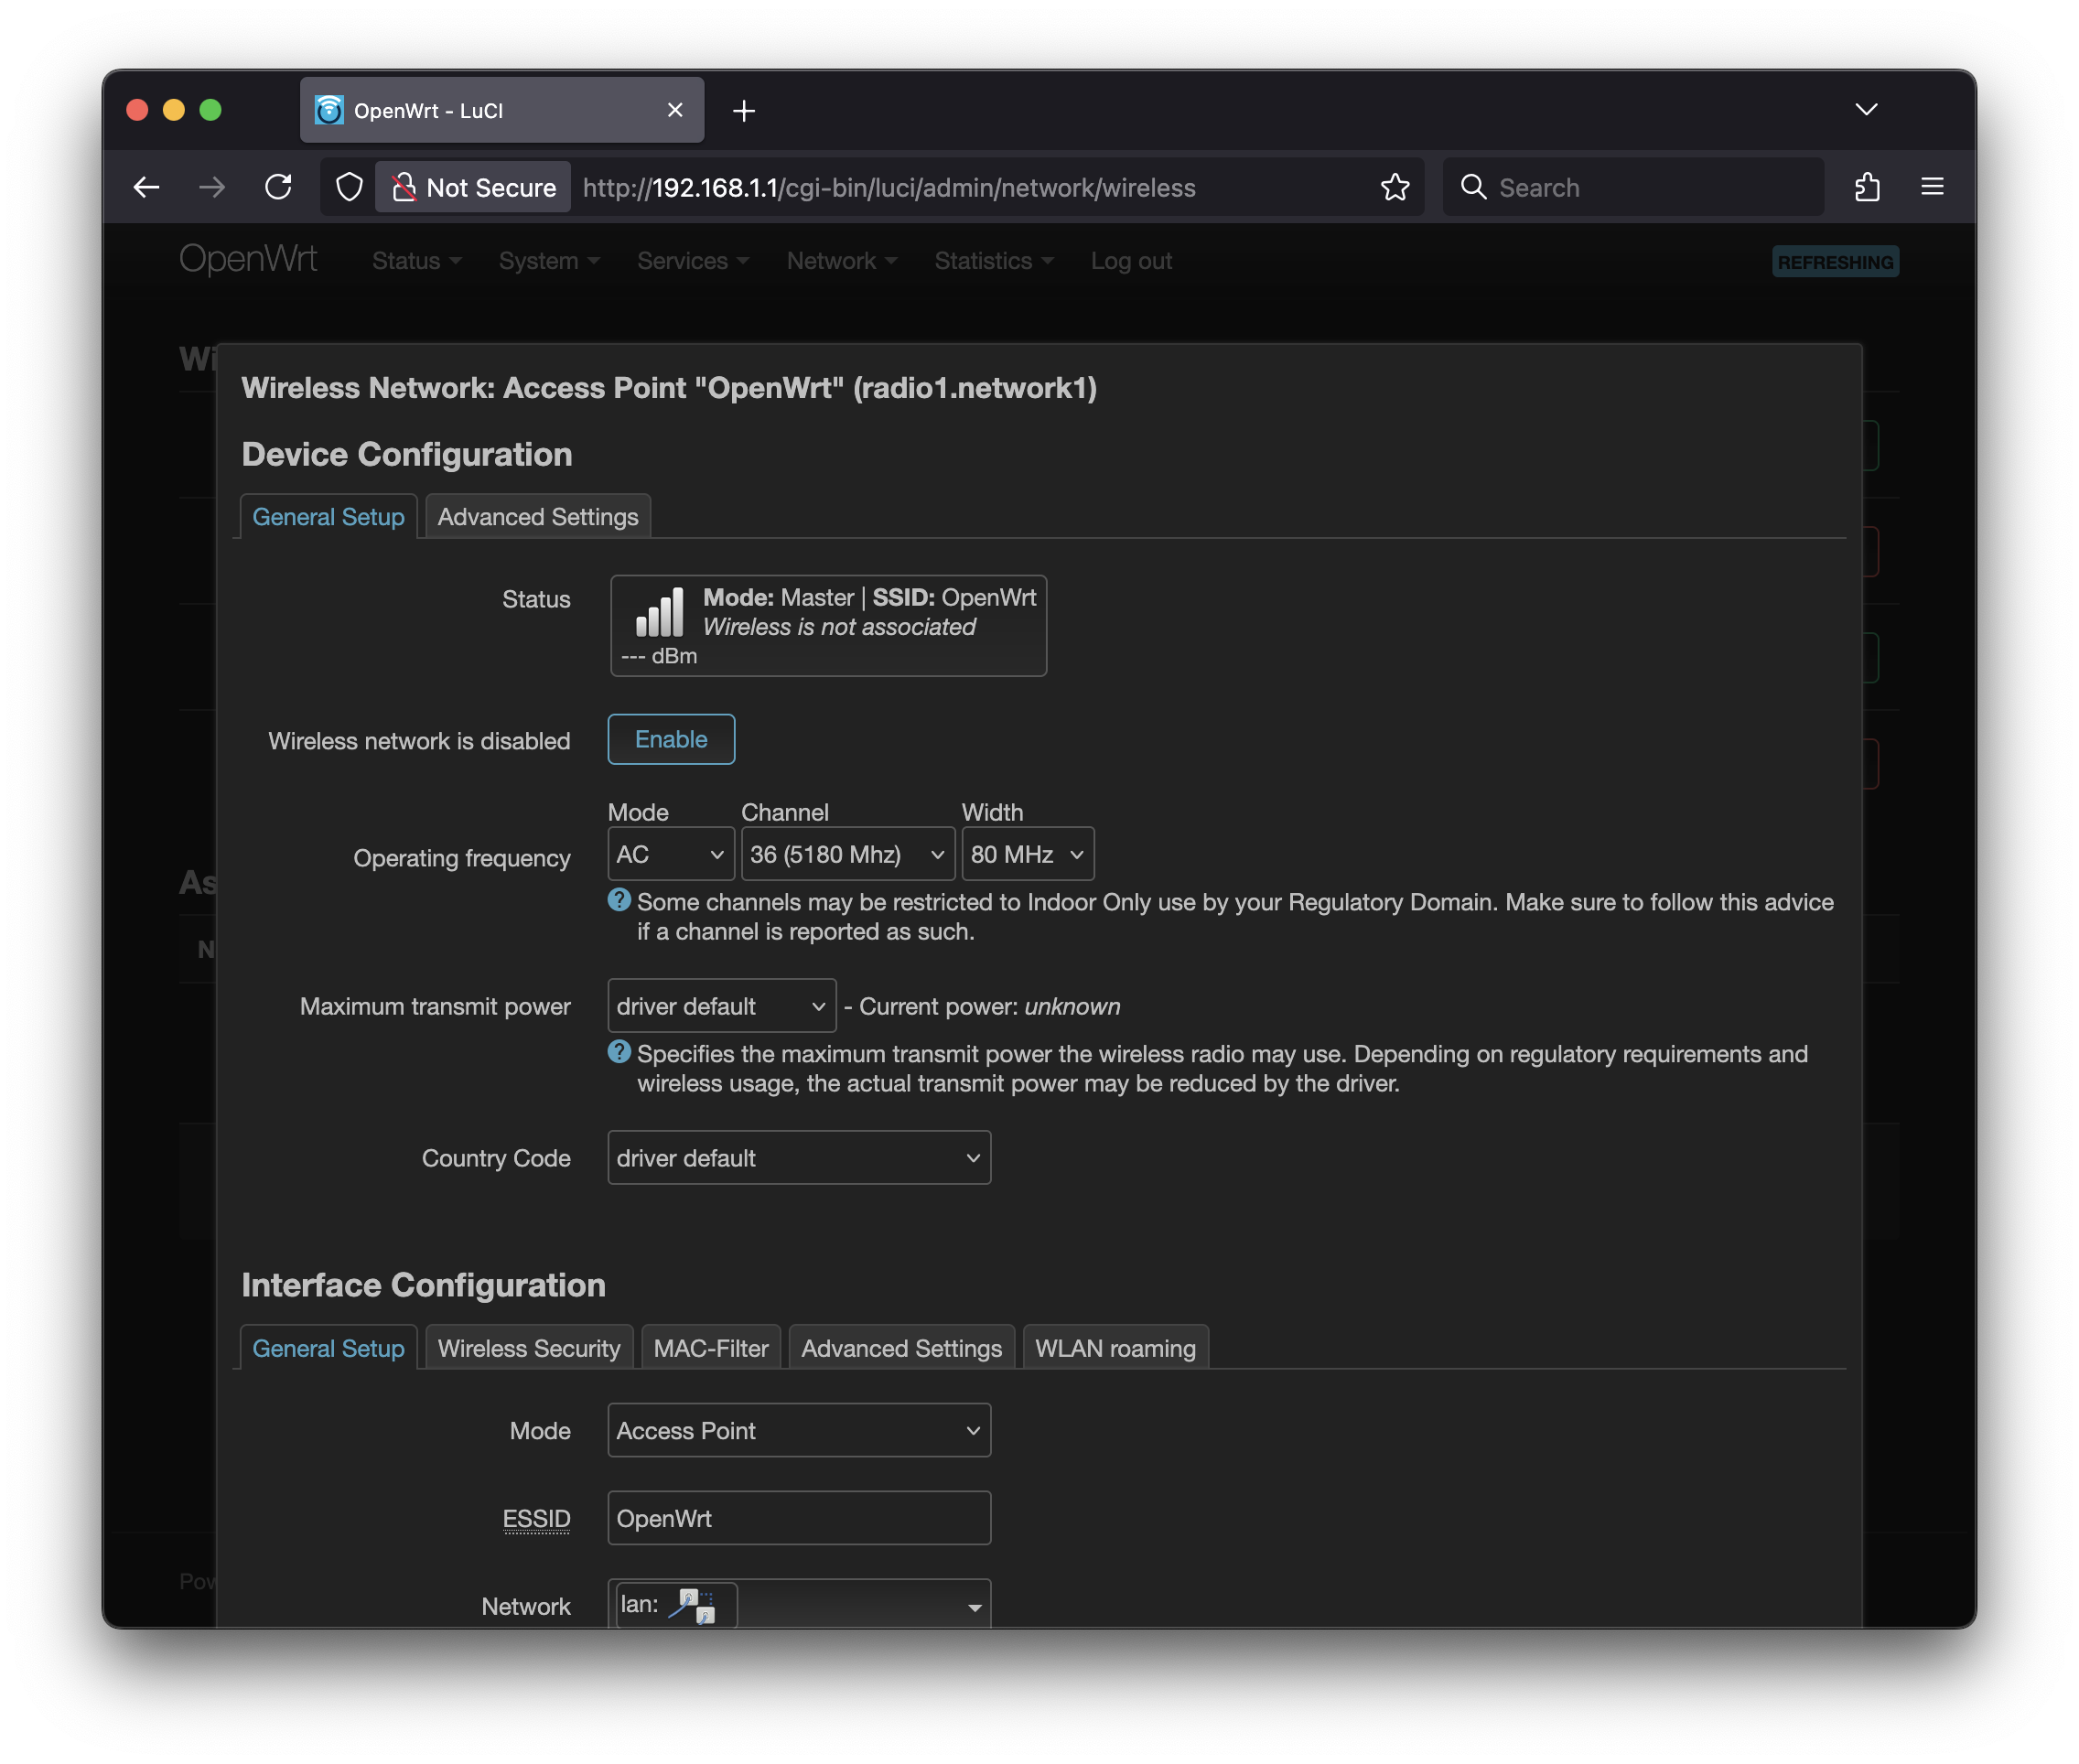 OpenWrt - LuCI
Not Secure http://192.168.1.1/cgi-bin/luci/admin/network/wireless Search
OpenWrt Status System Services Network Statistics Log out REFRESHING
Wireless Network: Access Point "OpenWrt" (radio1.network1)
Device Configuration
General Setup Advanced Settings
Status
Mode: Master | SSID: OpenWrt
Wireless is not associated
--- dBm
Wireless network is disabled Enable
Mode Channel Width
Operating frequency AC 36 (5180 Mhz) 80 MHz
Some channels may be restricted to Indoor Only use by your Regulatory Domain. Make sure to follow this advice
if a channel is reported as such.
Maximum transmit power driver default - Current power: unknown
Specifies the maximum transmit power the wireless radio may use. Depending on regulatory requirements and
wireless usage, the actual transmit power may be reduced by the driver.
Country Code driver default
Interface Configuration
General Setup Wireless Security MAC-Filter Advanced Settings WLAN roaming
Mode Access Point
ESSID OpenWrt
Network lan: